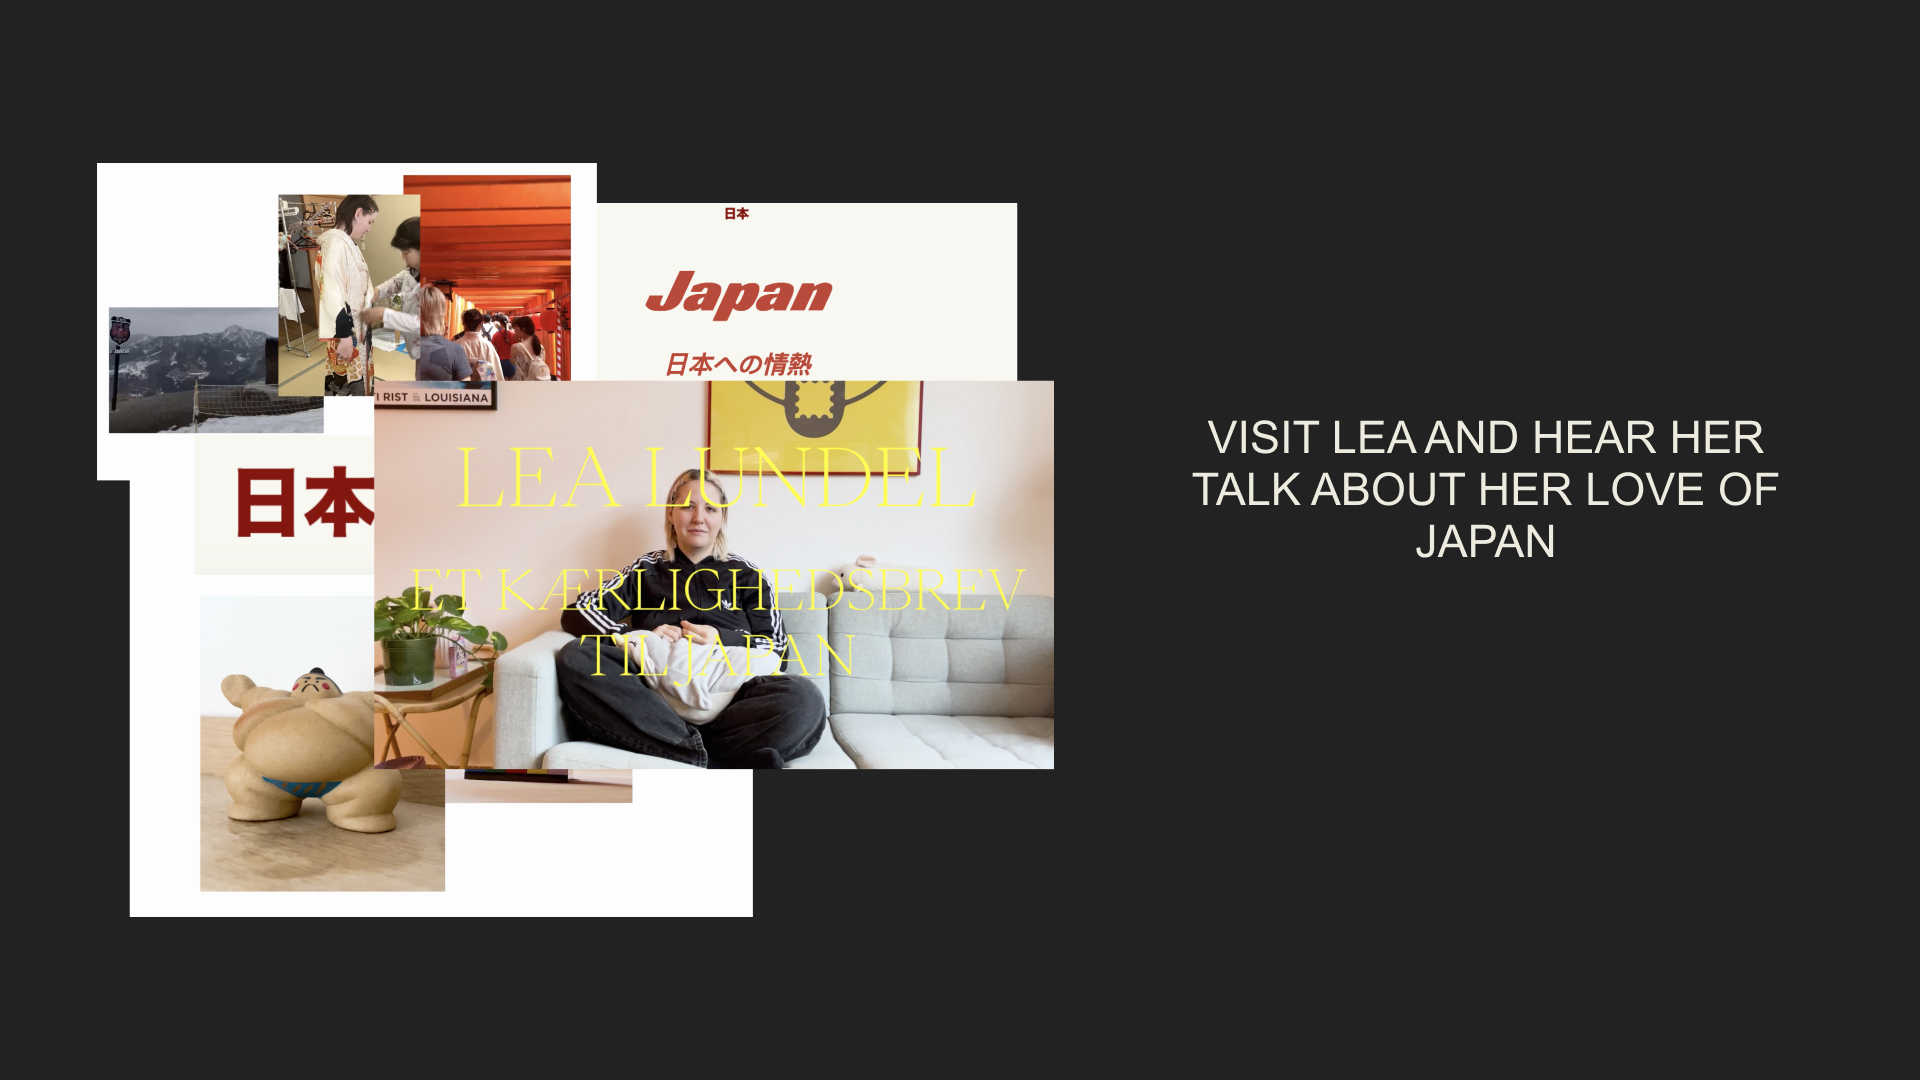 日本
Japan
日本への情熱
I RIST LOUISIANA
日本
LEA LUNDEL
ET KÆRLIGHEDSBREV
TIL JAPAN
VISIT LEA AND HEAR HER
TALK ABOUT HER LOVE OF
JAPAN